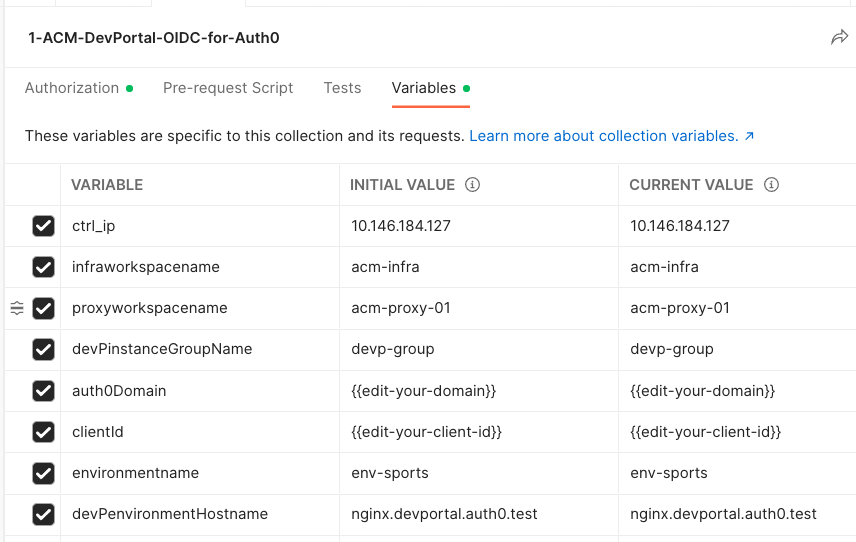 1-ACM-DevPortal-OIDC-for-Auth0
Authorization Pre-request Script Tests Variables
These variables are specific to this collection and its requests. Learn more about collection variables. ↗
VARIABLE INITIAL VALUE CURRENT VALUE
ctrl_ip 10.146.184.127 10.146.184.127
infraworkspacename acm-infra acm-infra
proxyworkspacename acm-proxy-01 acm-proxy-01
devPinstanceGroupName devp-group devp-group
auth0Domain {{edit-your-domain}} {{edit-your-domain}}
clientId {{edit-your-client-id}} {{edit-your-client-id}}
environmentname env-sports env-sports
devPenvironmentHostname nginx.devportal.auth0.test nginx.devportal.auth0.test